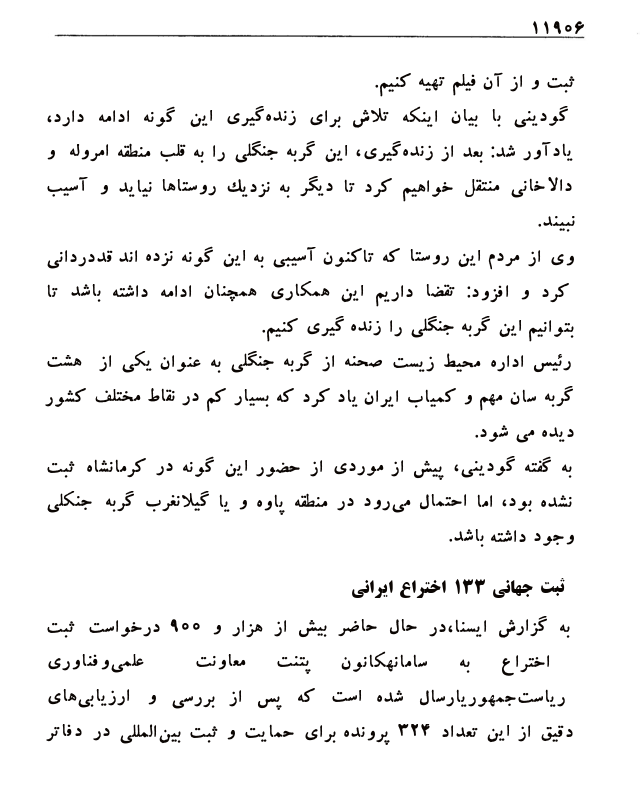 ۱۱۹۰۶
ثبت و از آن فیلم تهیه کنیم.
گودینی با بیان اینکه تلاش برای زنده‌گیری این گونه ادامه دارد،
یادآور شد: بعد از زنده‌گیری، این گربه جنگلی را به قلب منطقه امروله و
دالاخانی منتقل خواهیم کرد تا دیگر به نزدیك روستاها نیاید و آسیب
نبیند.
وی از مردم این روستا که تاکنون آسیبی به این گونه نزده اند قددردانی
کرد و افزود: تقضا داریم این همکاری همچنان ادامه داشته باشد تا
بتوانیم این گربه جنگلی را زنده گیری کنیم.
رئیس اداره محیط زیست صحنه از گربه جنگلی به عنوان یکی از هشت
گربه سان مهم و کمیاب ایران یاد کرد که بسیار کم در نقاط مختلف کشور
دیده می شود.
به گفته گودینی، پیش از موردی از حضور این گونه در کرمانشاه ثبت
نشده بود، اما احتمال می‌رود در منطقه پاوه و یا گیلانغرب گربه جنکلی
وجود داشته باشد.
ثبت جهانی ۱۳۳ اختراع ایرانی
به گزارش ایسنا،در حال حاضر بیش از هزار و ۹۰۰ درخواست ثبت
اختراع به سامانهکانون پتنت معاونت علمی‌وفناوری
ریاست‌جمهوریارسال شده است که پس از بررسی و ارزیابی‌های
دقیق از این تعداد ۳۲۴ پرونده برای حمایت و ثبت بین‌المللی در دفاتر